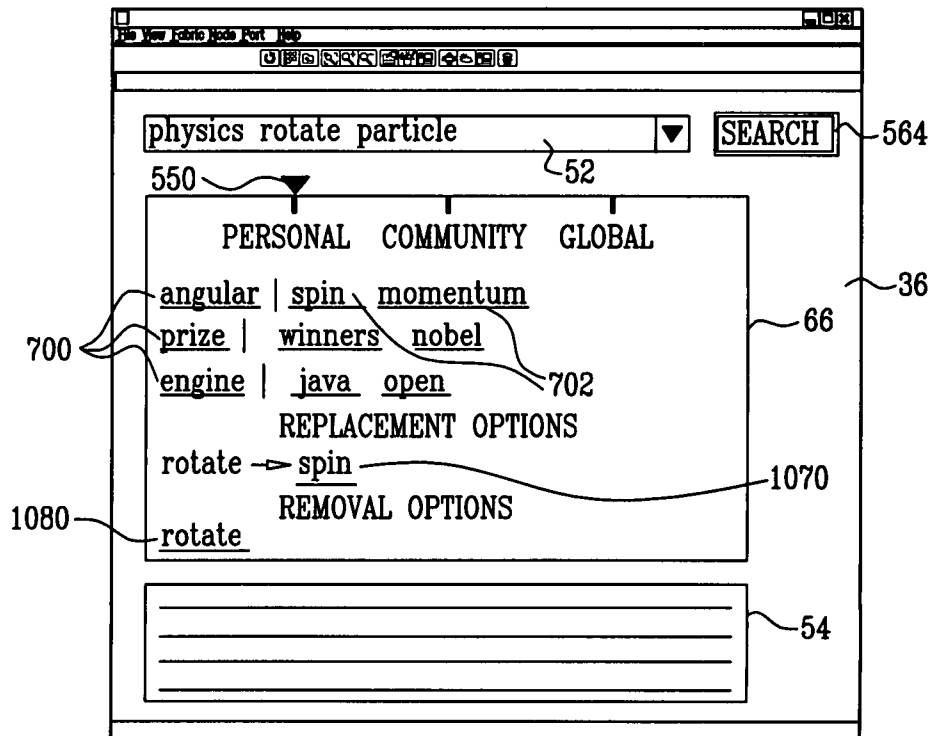 File View Fabric Node Port Help
physics rotate particle
SEARCH
564
52
550
PERSONAL COMMUNITY GLOBAL
36
angular | spin momentum
66
prize | winners nobel
700
engine | java open
702
REPLACEMENT OPTIONS
rotate spin
1070
REMOVAL OPTIONS
1080
rotate
54